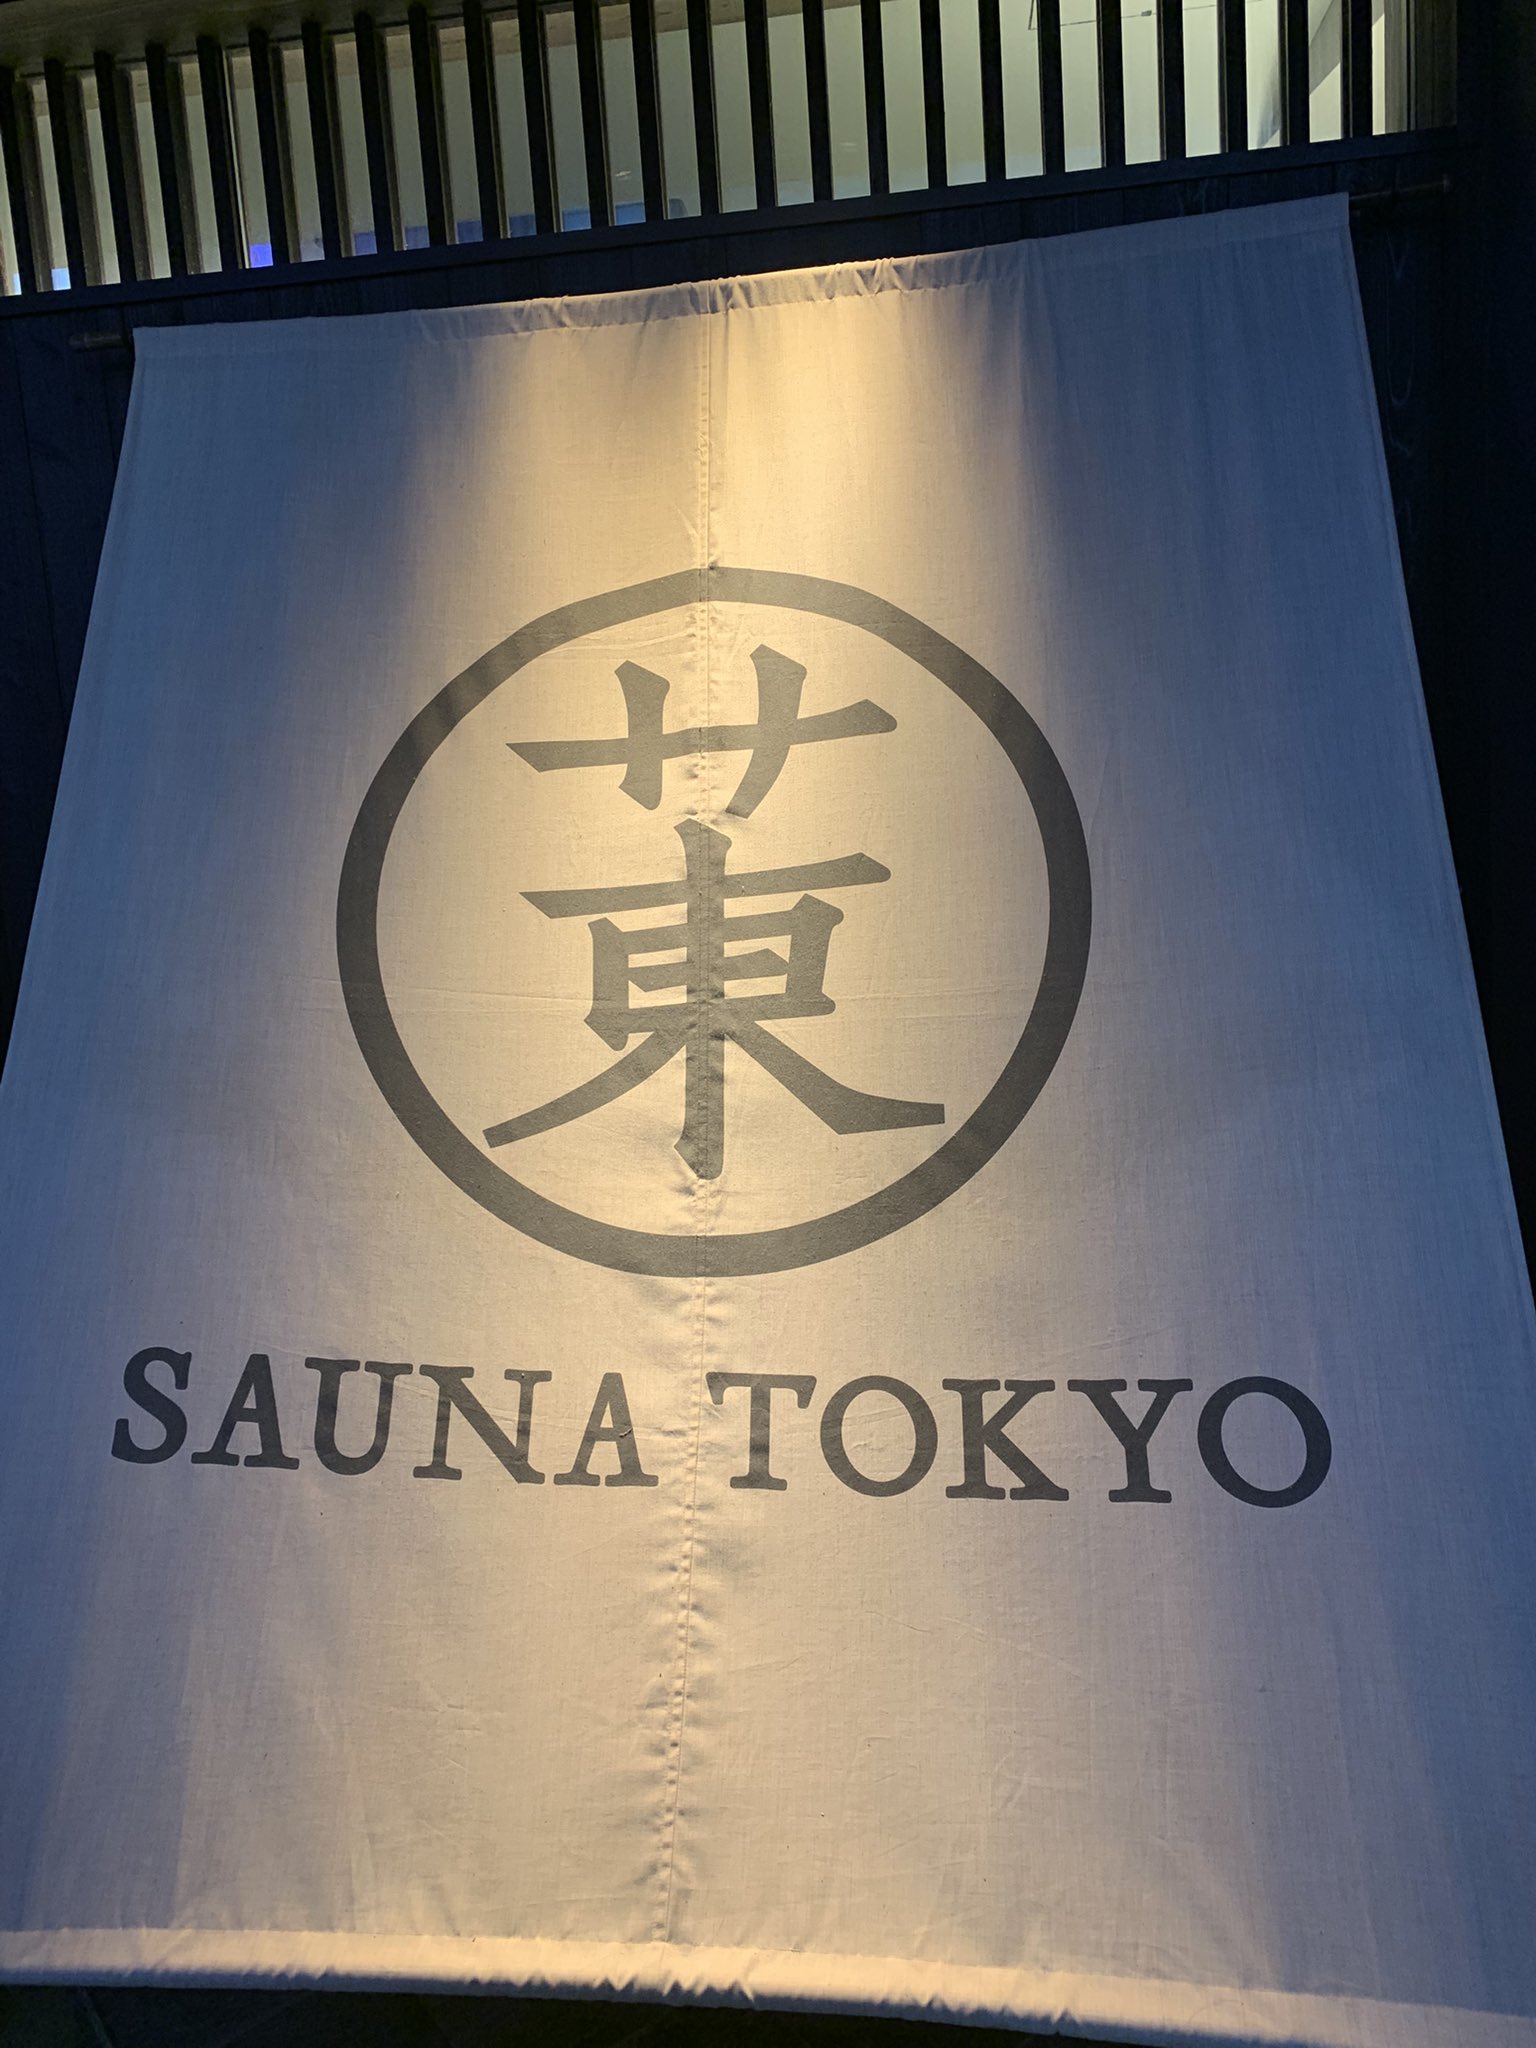 サ
東
SAUNA TOKYO